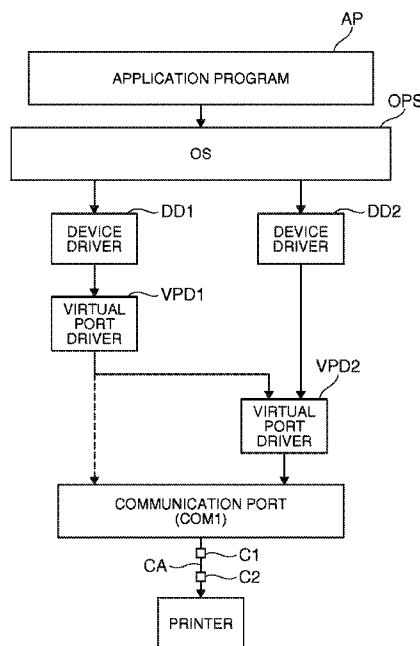 AP
APPLICATION PROGRAM
OPS
OS
DD1
DD2
DEVICE
DRIVER
DEVICE
DRIVER
VPD1
VIRTUAL
PORT
DRIVER
VPD2
VIRTUAL
PORT
DRIVER
COMMUNICATION PORT
(COM1)
C1
CA
C2
PRINTER